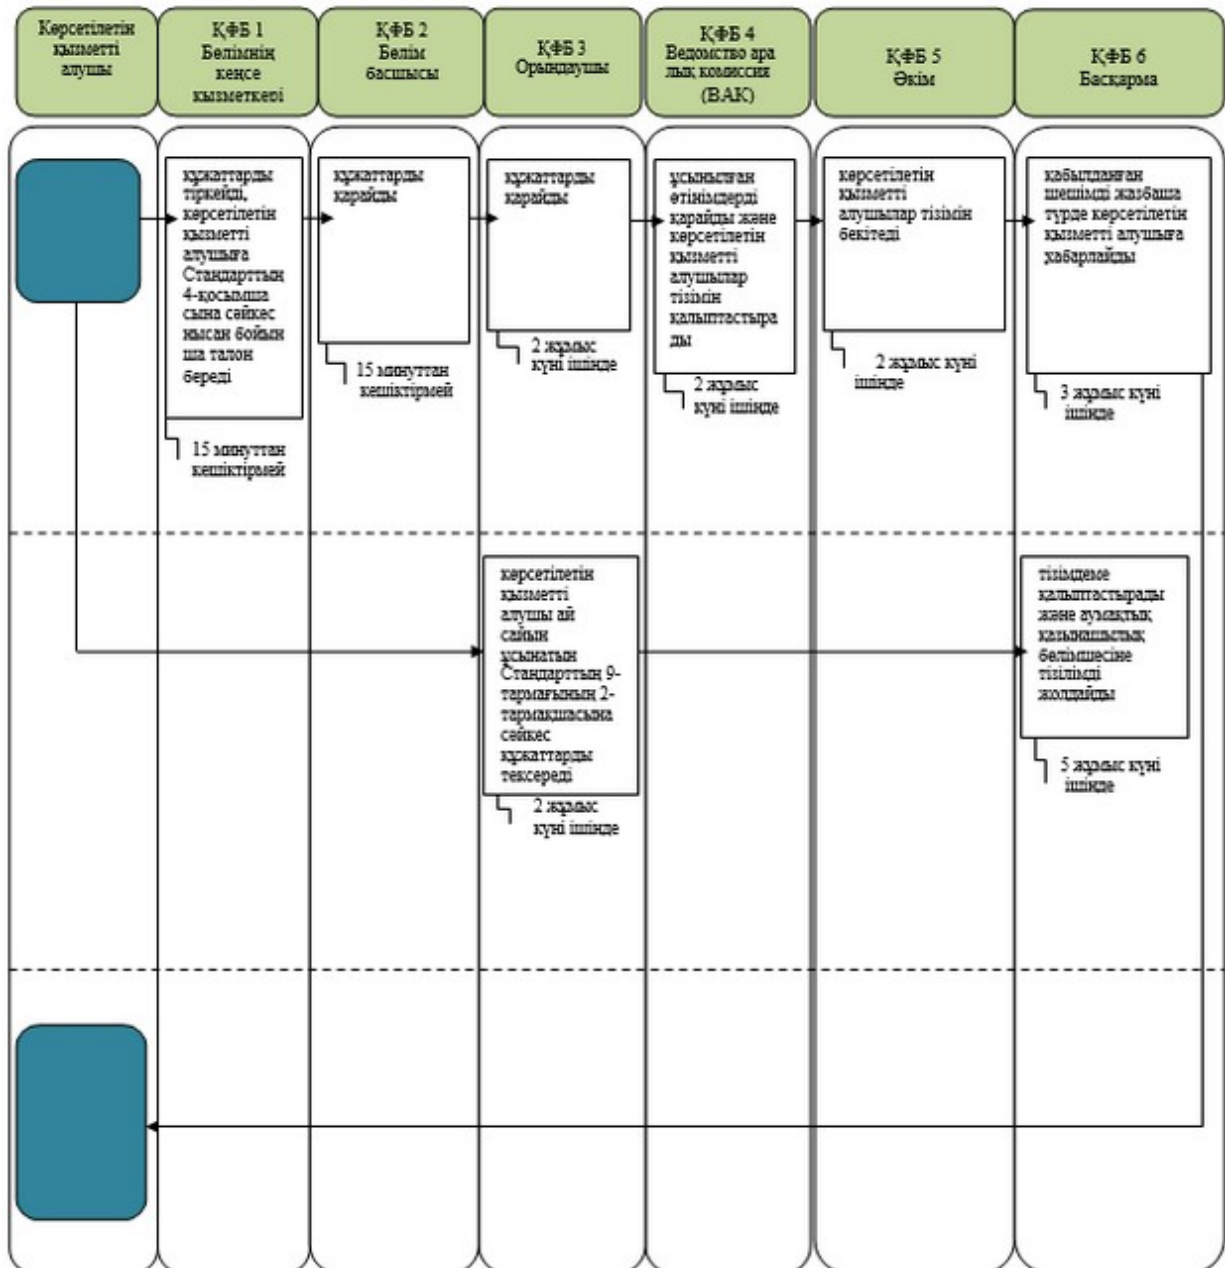 Көрсетілетін
қызметті
алушы
ҚФБ 1
Бөлімнің
кеңсе
қызметкері
ҚФБ 2
Бөлім
басшысы
ҚФБ 3
Орындаушы
ҚФБ 4
Ведомство ара
лық комиссия
(ВАК)
ҚФБ 5
Әкім
ҚФБ 6
Басқарма
құжаттарды
тіркейді,
көрсетілетін
қызметті
алушыға
Стандарттың
4-қосымша
сына сәйкес
нысан бойын
ша талон
береді
15 минуттан
кешіктірмей
құжаттарды
қарайды
15 минуттан
кешіктірмей
құжаттарды
қарайды
2 жұмыс
күні ішінде
ұсынылған
өтінімдерді
қарайды және
көрсетілетін
қызметті
алушылар
тізімін
қалыптастыра
ды
2 жұмыс
күні ішінде
көрсетілетін
қызметті
алушылар тізімін
бекітеді
2 жұмыс күні
ішінде
қабылданған
шешімді жазбаша
түрде көрсетілетін
қызметті алушыға
хабарлайды
3 жұмыс күні
ішінде
көрсетілетін
қызметті
алушы ай
сайын
ұсынатын
Стандарттың 9-
тармағының 2-
тармақшасына
сәйкес
құжаттарды
тексереді
2 жұмыс
күні ішінде
тізімдеме
қалыптастырады
және аумақтық
қазынашылық
бөлімшесіне
тізілімді
жолдайды
5 жұмыс күні
ішінде